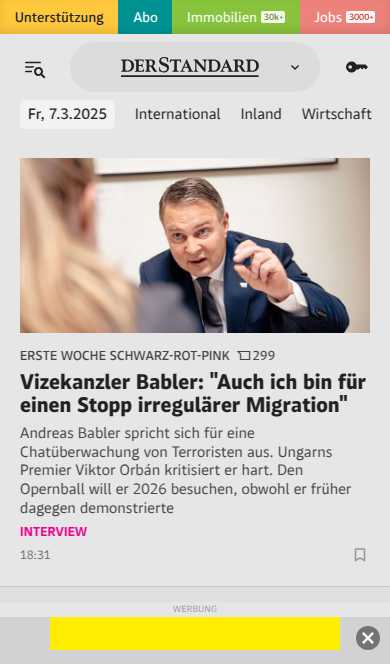 Unterstützung Abo Immobilien 30k+ Jobs 3000+
DERSTANDARD
Fr, 7.3.2025 International Inland Wirtschaft
ERSTE WOCHE SCHWARZ-ROT-PINK 299
Vizekanzler Babler: "Auch ich bin für
einen Stopp irregulärer Migration"
Andreas Babler spricht sich für eine
Chatüberwachung von Terroristen aus. Ungarns
Premier Viktor Orbán kritisiert er hart. Den
Opernball will er 2026 besuchen, obwohl er früher
dagegen demonstrierte
INTERVIEW
18:31
WERBUNG